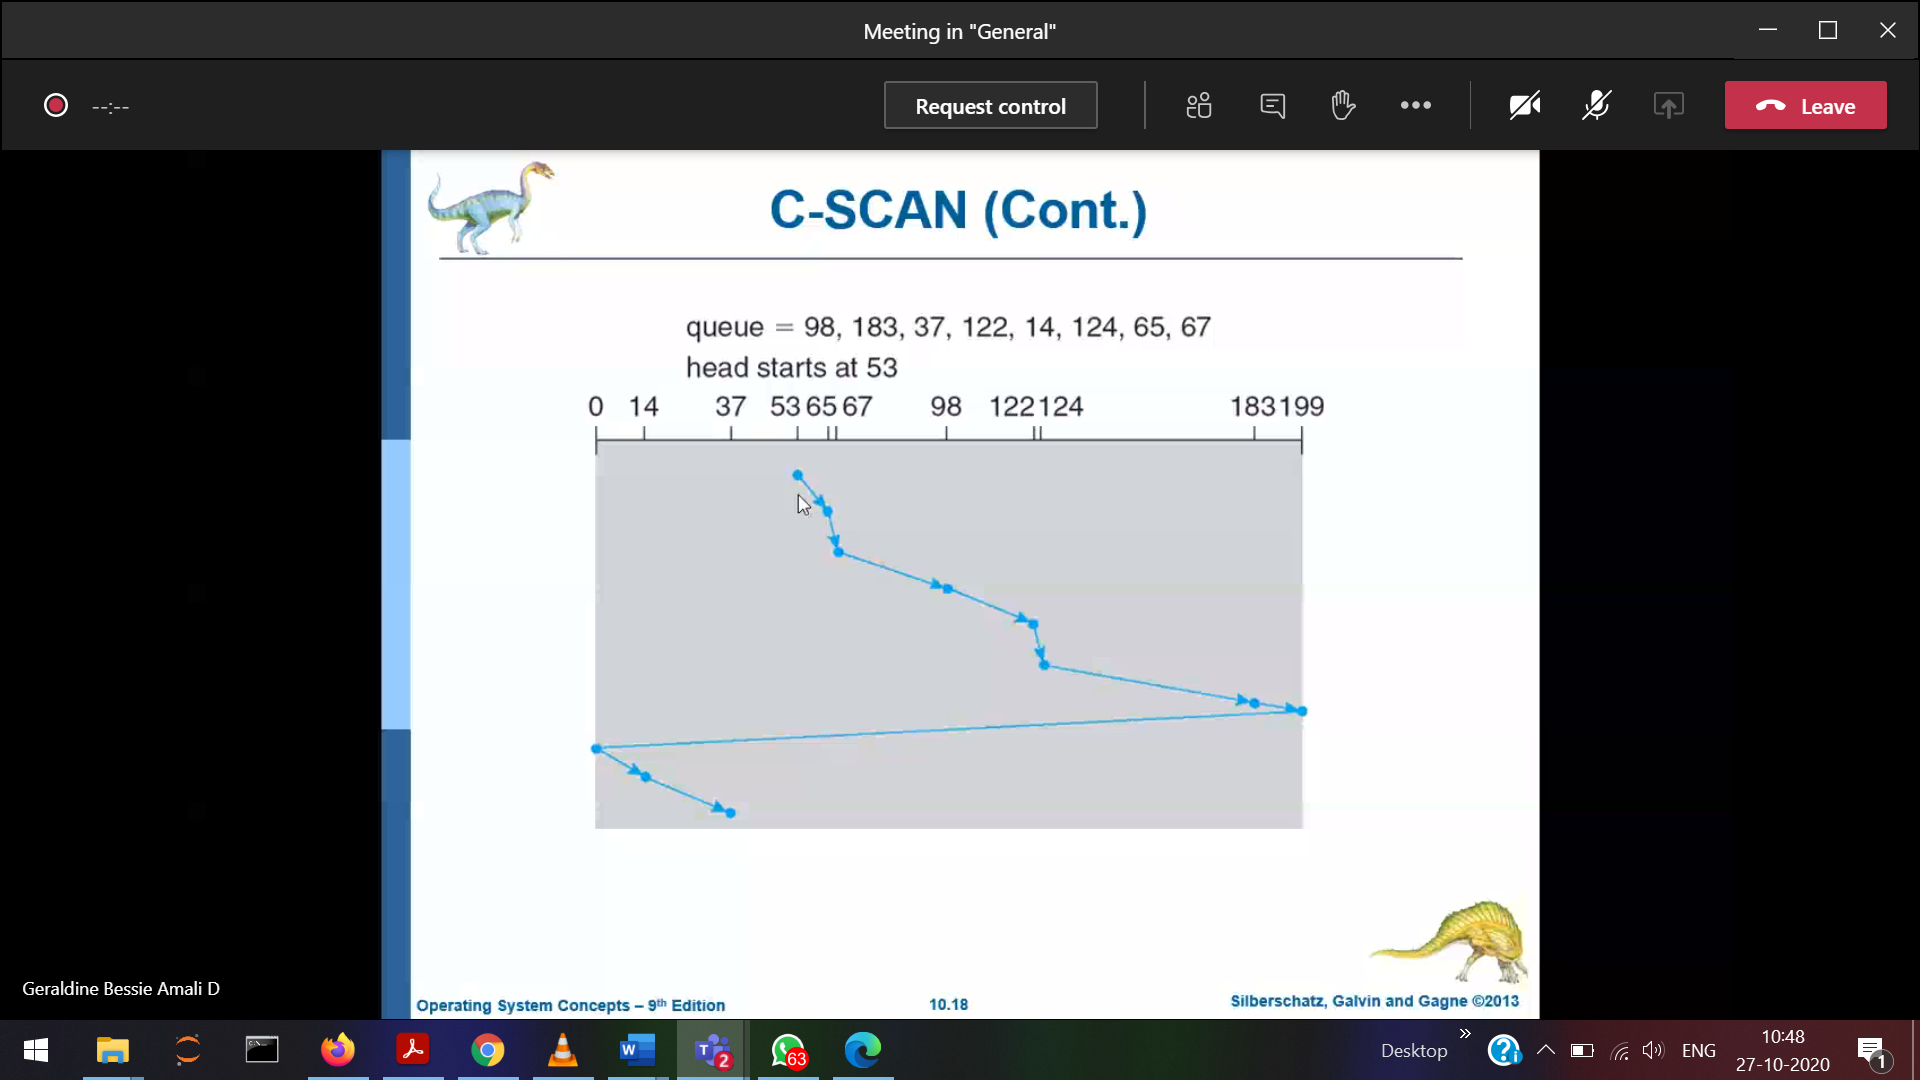 Meeting in "General"
--:--
Request control
Leave
C-SCAN (Cont.)
queue = 98, 183, 37, 122, 14, 124, 65, 67
head starts at 53
0 14 37 53 65 67 98 122 124 183 199
Geraldine Bessie Amali D
Operating System Concepts – 9th Edition
10.18
Silberschatz, Galvin and Gagne ©2013
W
T
2
63
Desktop
»
ENG
10:48
27-10-2020
1